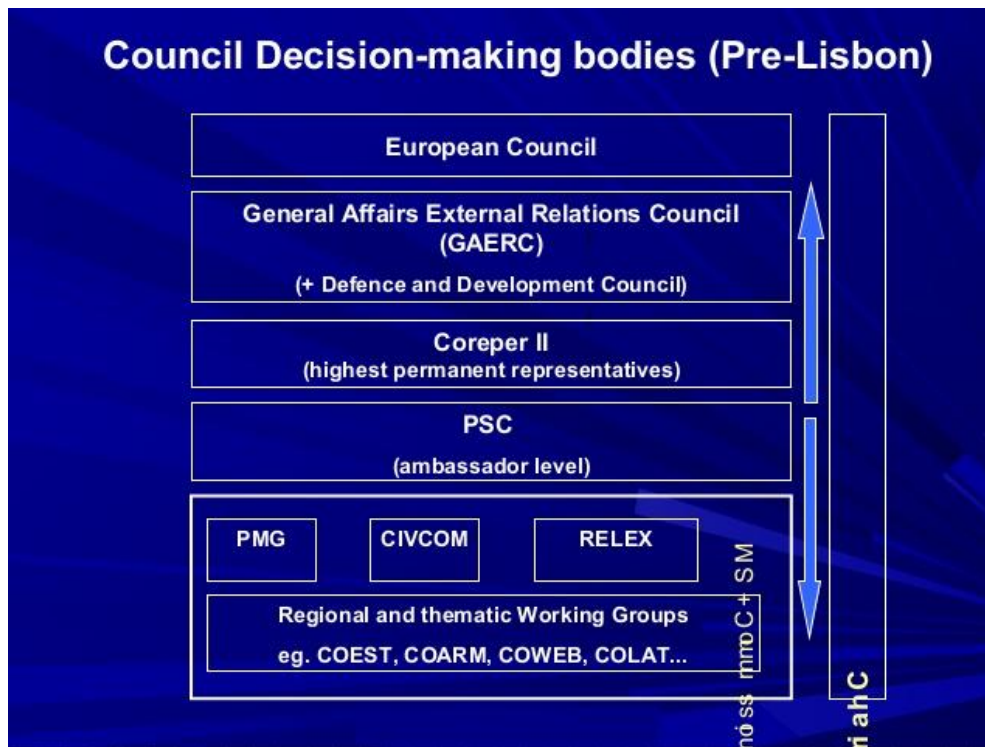 Council Decision-making bodies (Pre-Lisbon)
European Council
General Affairs External Relations Council
(GAERC)
(+ Defence and Development Council)
Coreper II
(highest permanent representatives)
PSC
(ambassador level)
PMG
CIVCOM
RELEX
Regional and thematic Working Groups
eg. COEST, COARM, COWEB, COLAT...
MS + Commission